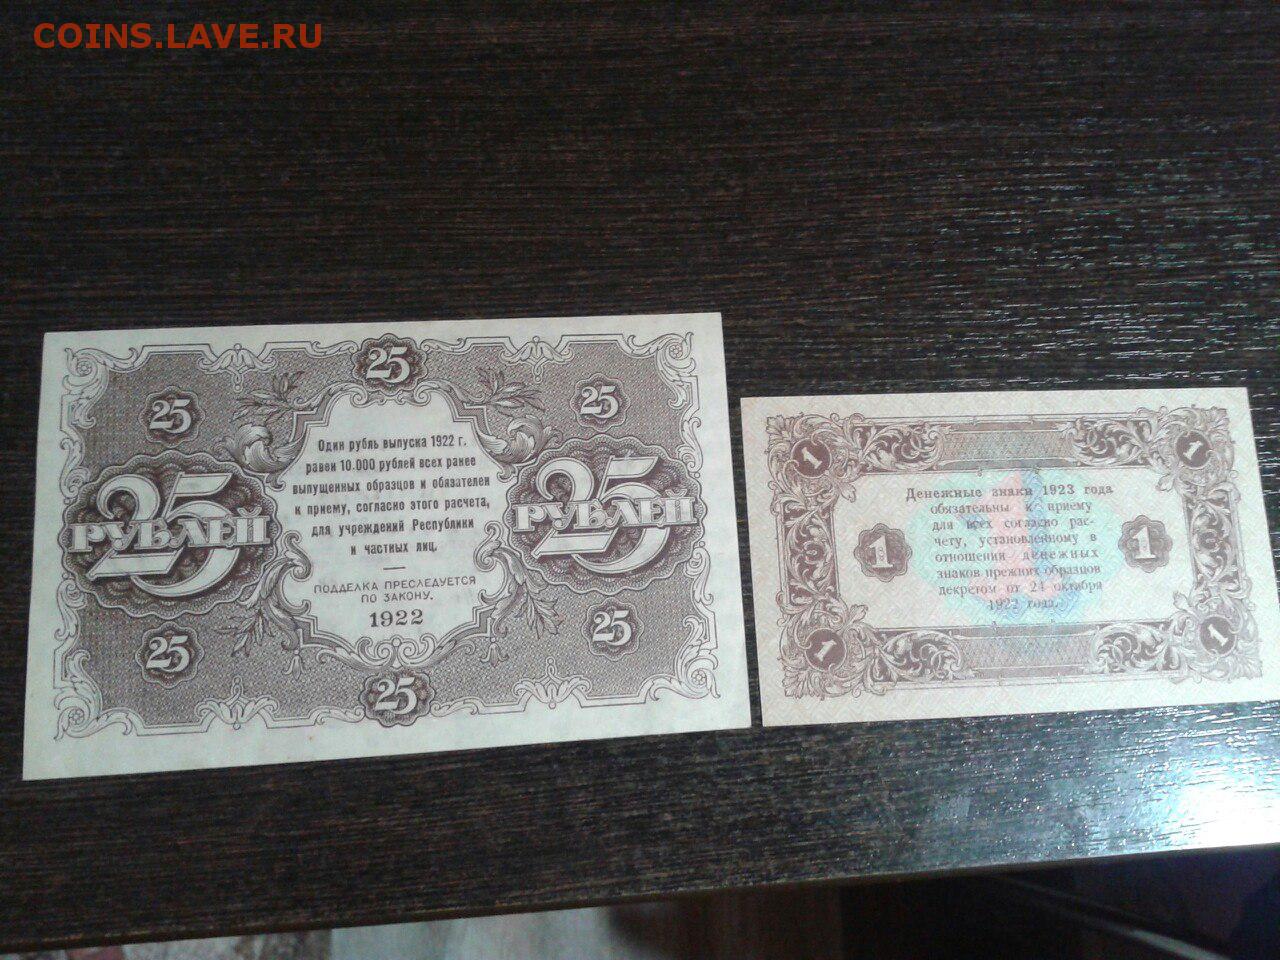 COINS.LAVE.RU
25
25
25
Один рубль выпуска 1922 г.
равен 10.000 рублей всех ранее
выпущенных образцов и обязателен
к приему, согласно этого расчета,
для учреждений Республики
и частных лиц.
25 РУБЛЕЙ
25 РУБЛЕЙ
ПОДДЕЛКА ПРЕСЛЕДУЕТСЯ
ПО ЗАКОНУ.
1922
25
25
25
1
1
Денежные знаки 1923 года
обязательны к приему
для всех согласно рас-
чету, установленному в
отношении денежных
знаков прежних образцов
декретом от 24 октября
1922 года.
1
1
1
1